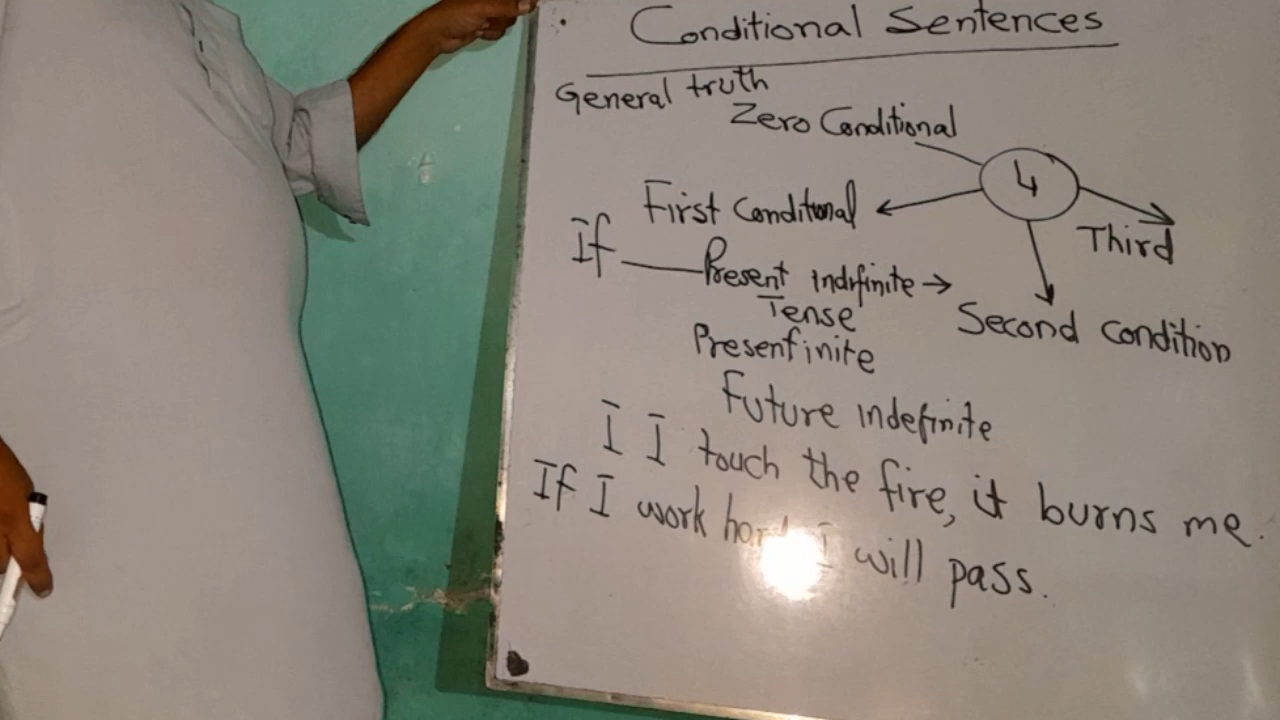 Conditional Sentences
General truth
Zero Conditional
4
First Conditional
Third
If Present indifinite →
Tense
Second condition
Presenfinite
Future indefinite
I I touch the fire, it burns me.
If I work I will pass.